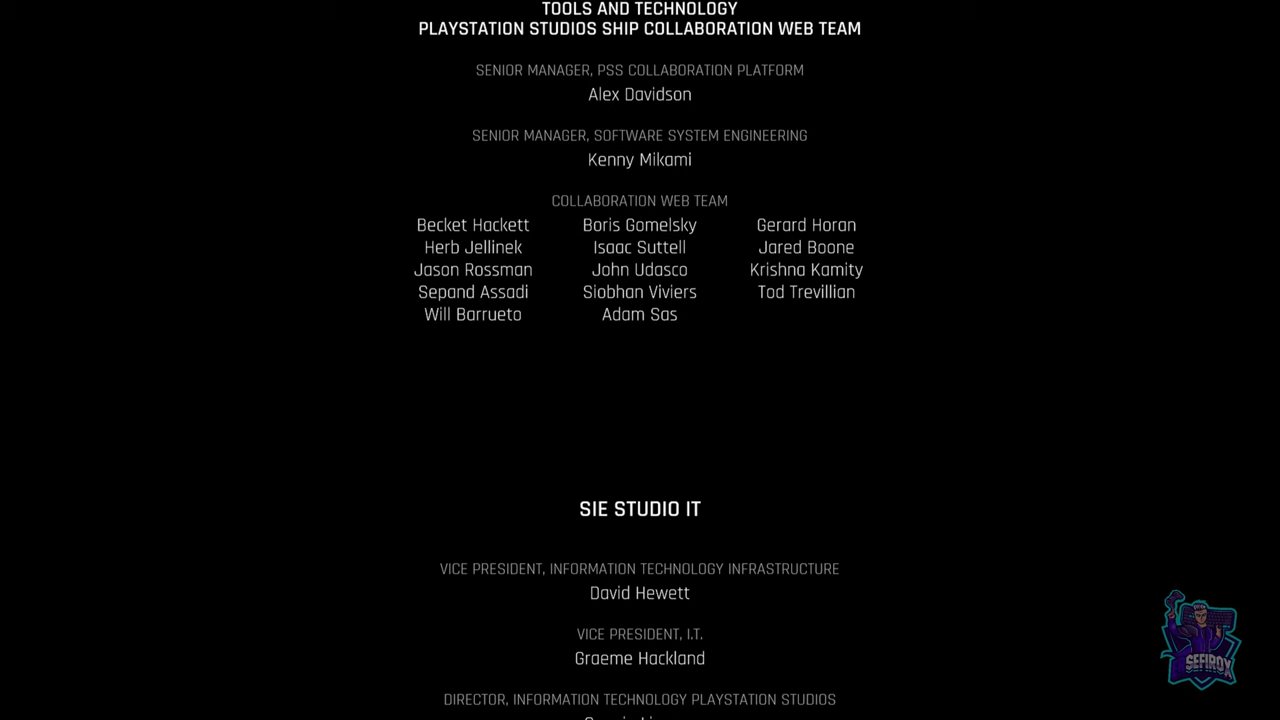 TOOLS AND TECHNOLOGY
PLAYSTATION STUDIOS SHIP COLLABORATION WEB TEAM
SENIOR MANAGER, PSS COLLABORATION PLATFORM
Alex Davidson
SENIOR MANAGER, SOFTWARE SYSTEM ENGINEERING
Kenny Mikami
COLLABORATION WEB TEAM
Becket Hackett Boris Gomelsky Gerard Horan
Herb Jellinek Isaac Suttell Jared Boone
Jason Rossman John Udasco Krishna Kamity
Sepand Assadi Siobhan Viviers Tod Trevillian
Will Barrueto Adam Sas
SIE STUDIO IT
VICE PRESIDENT, INFORMATION TECHNOLOGY INFRASTRUCTURE
David Hewett
VICE PRESIDENT, I.T.
Graeme Hackland
DIRECTOR, INFORMATION TECHNOLOGY PLAYSTATION STUDIOS
SEFIROX